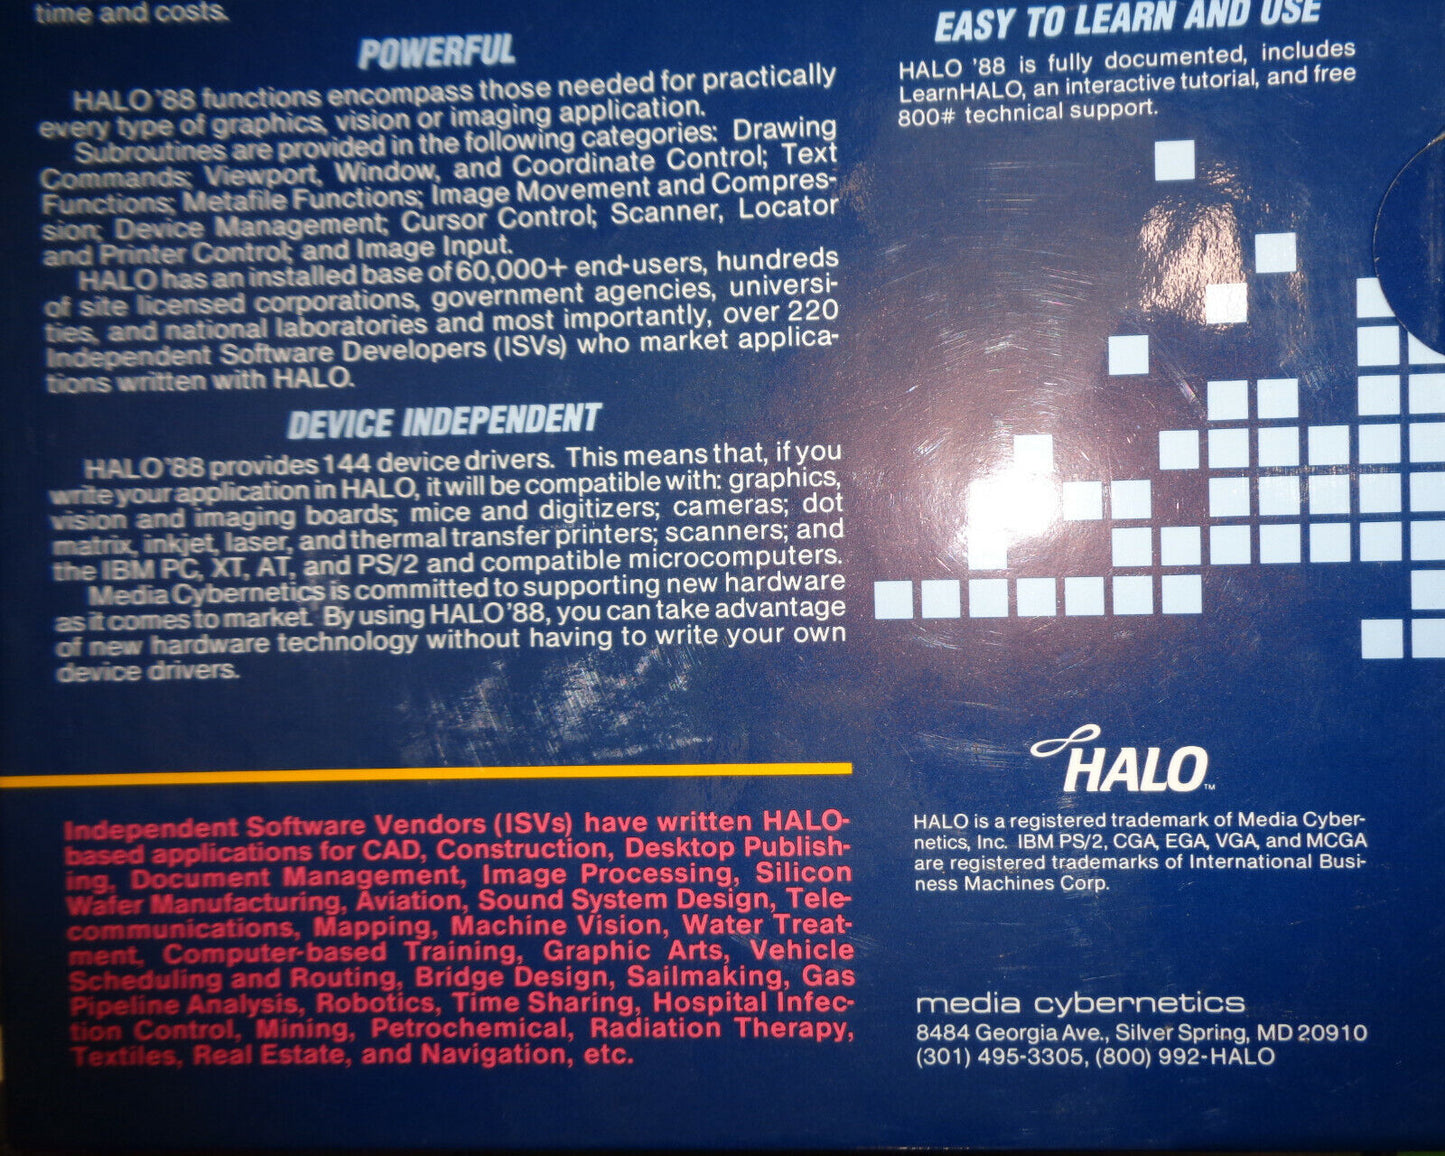 time and costs.
POWERFUL
HALO '88 functions encompass those needed for practically
every type of graphics, vision or imaging application.
Subroutines are provided in the following categories: Drawing
Commands; Viewport, Window, and Coordinate Control; Text
Functions; Metafile Functions; Image Movement and Compres-
sion; Device Management; Cursor Control; Scanner, Locator
and Printer Control; and Image Input.
HALO has an installed base of 60,000+ end-users, hundreds
of site licensed corporations, government agencies, universi-
ties, and national laboratories and most importantly, over 220
Independent Software Developers (ISVs) who market applica-
tions written with HALO.
DEVICE INDEPENDENT
HALO '88 provides 144 device drivers. This means that, if you
write your application in HALO, it will be compatible with: graphics,
vision and imaging boards; mice and digitizers; cameras; dot
matrix, inkjet, laser, and thermal transfer printers; scanners; and
the IBM PC, XT, AT, and PS/2 and compatible microcomputers.
Media Cybernetics is committed to supporting new hardware
as it comes to market. By using HALO '88, you can take advantage
of new hardware technology without having to write your own
device drivers.
Independent Software Vendors (ISVs) have written HALO-
based applications for CAD, Construction, Desktop Publish-
ing, Document Management, Image Processing, Silicon
Wafer Manufacturing, Aviation, Sound System Design, Tele-
communications, Mapping, Machine Vision, Water Treat-
ment, Computer-based Training, Graphic Arts, Vehicle
Scheduling and Routing, Bridge Design, Sailmaking, Gas
Pipeline Analysis, Robotics, Time Sharing, Hospital Infec-
tion Control, Mining, Petrochemical, Radiation Therapy,
Textiles, Real Estate, and Navigation, etc.
EASY TO LEARN AND USE
HALO '88 is fully documented, includes
LearnHALO, an interactive tutorial, and free
800# technical support.
HALO™
HALO is a registered trademark of Media Cyber-
netics, Inc. IBM PS/2, CGA, EGA, VGA, and MCGA
are registered trademarks of International Busi-
ness Machines Corp.
media cybernetics
8484 Georgia Ave., Silver Spring, MD 20910
(301) 495-3305, (800) 992-HALO